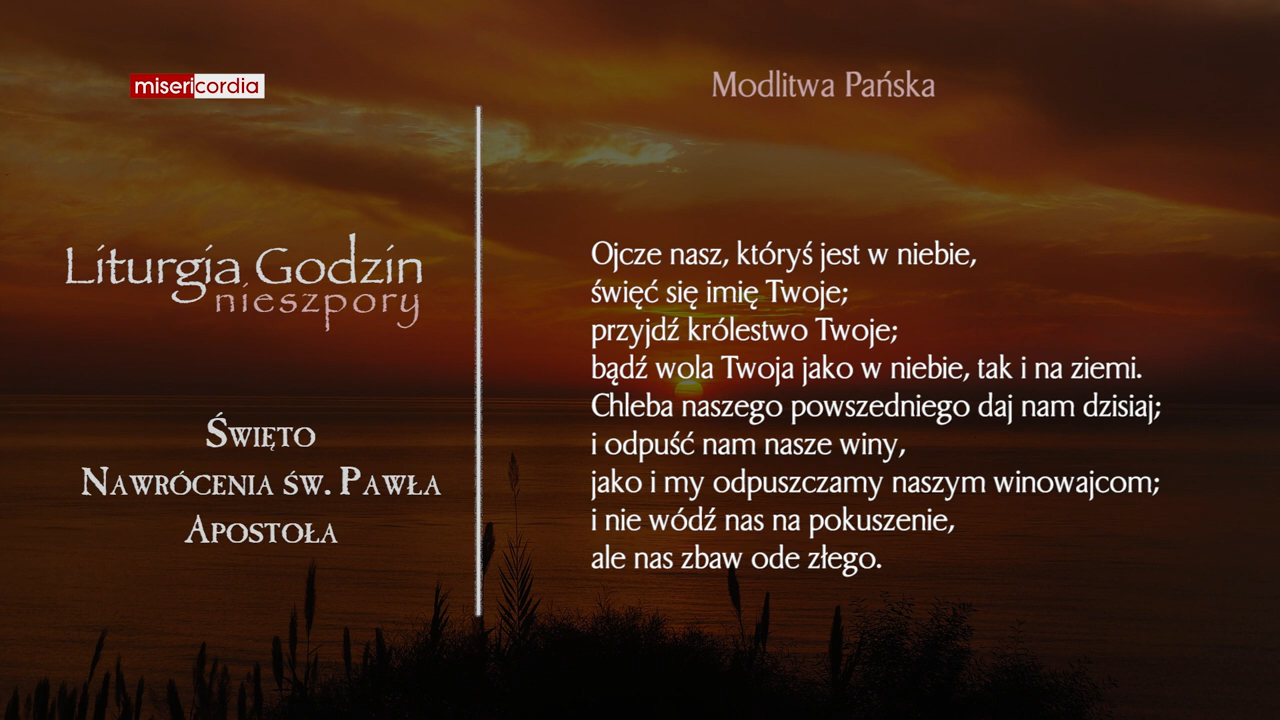 misericordia
Liturgia Godzin
nieszpory
Święto
Nawrócenia św. Pawła
Apostoła
Modlitwa Pańska
Ojcze nasz, któryś jest w niebie,
święć się imię Twoje;
przyjdź królestwo Twoje;
bądź wola Twoja jako w niebie, tak i na ziemi.
Chleba naszego powszedniego daj nam dzisiaj;
i odpuść nam nasze winy,
jako i my odpuszczamy naszym winowajcom;
i nie wódź nas na pokuszenie,
ale nas zbaw ode złego.